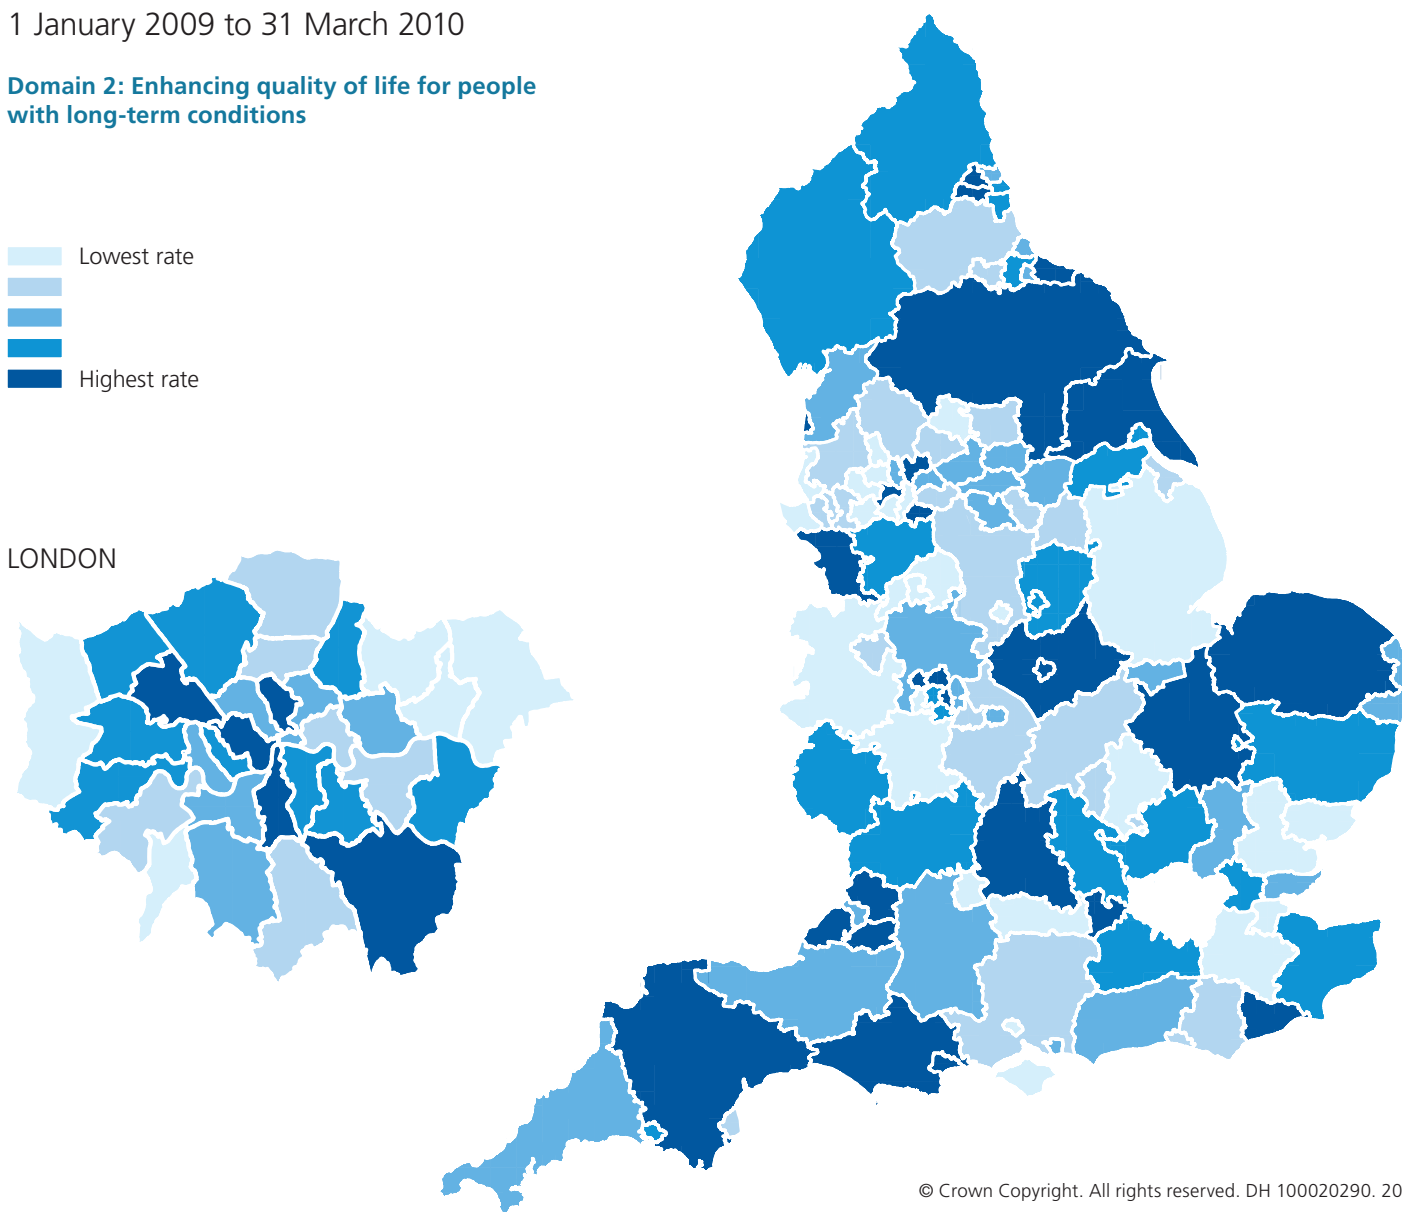 1 January 2009 to 31 March 2010
Domain 2: Enhancing quality of life for people
with long-term conditions
Lowest rate
Highest rate
LONDON
© Crown Copyright. All rights reserved. DH 100020290. 20